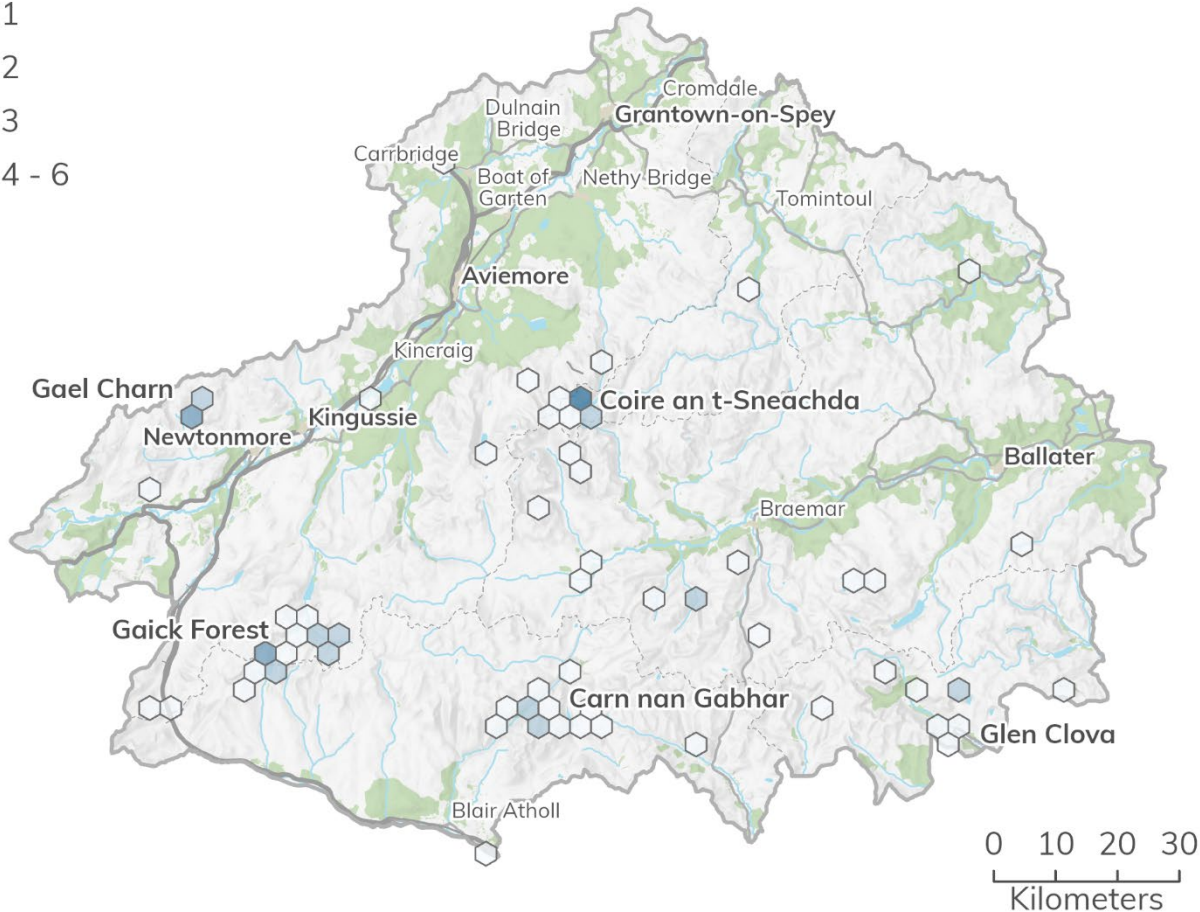 1
2
3
4 - 6
Cromdale
Dulnain
Bridge
Grantown-on-Spey
Carrbridge
Boat of
Garten
Nethy Bridge
Tomintoul
Aviemore
Kincraig
Gael Charn
Coire an t-Sneachda
Kingussie
Newtonmore
Ballater
Braemar
Gaick Forest
Carn nan Gabhar
Glen Clova
Blair Atholl
0 10 20 30
Kilometers